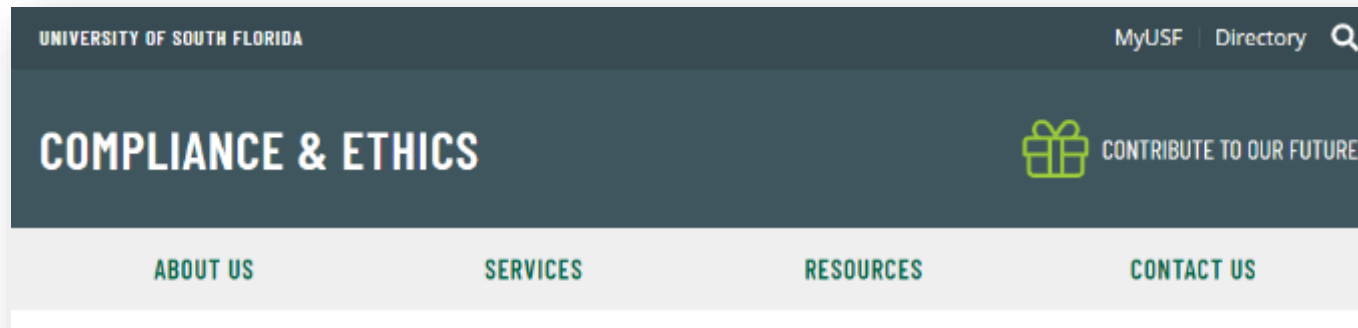 UNIVERSITY OF SOUTH FLORIDA
MyUSF Directory
COMPLIANCE & ETHICS
CONTRIBUTE TO OUR FUTURE
ABOUT US SERVICES RESOURCES CONTACT US